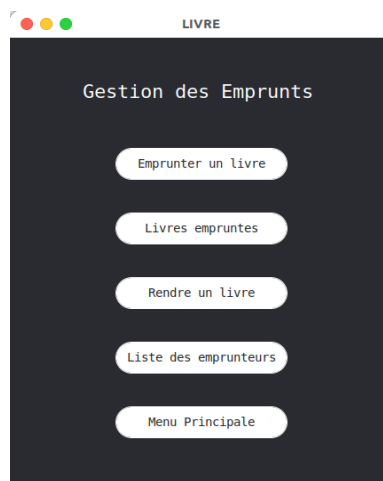 LIVRE
Gestion des Emprunts
Emprunter un livre
Livres empruntes
Rendre un livre
Liste des emprunteurs
Menu Principale